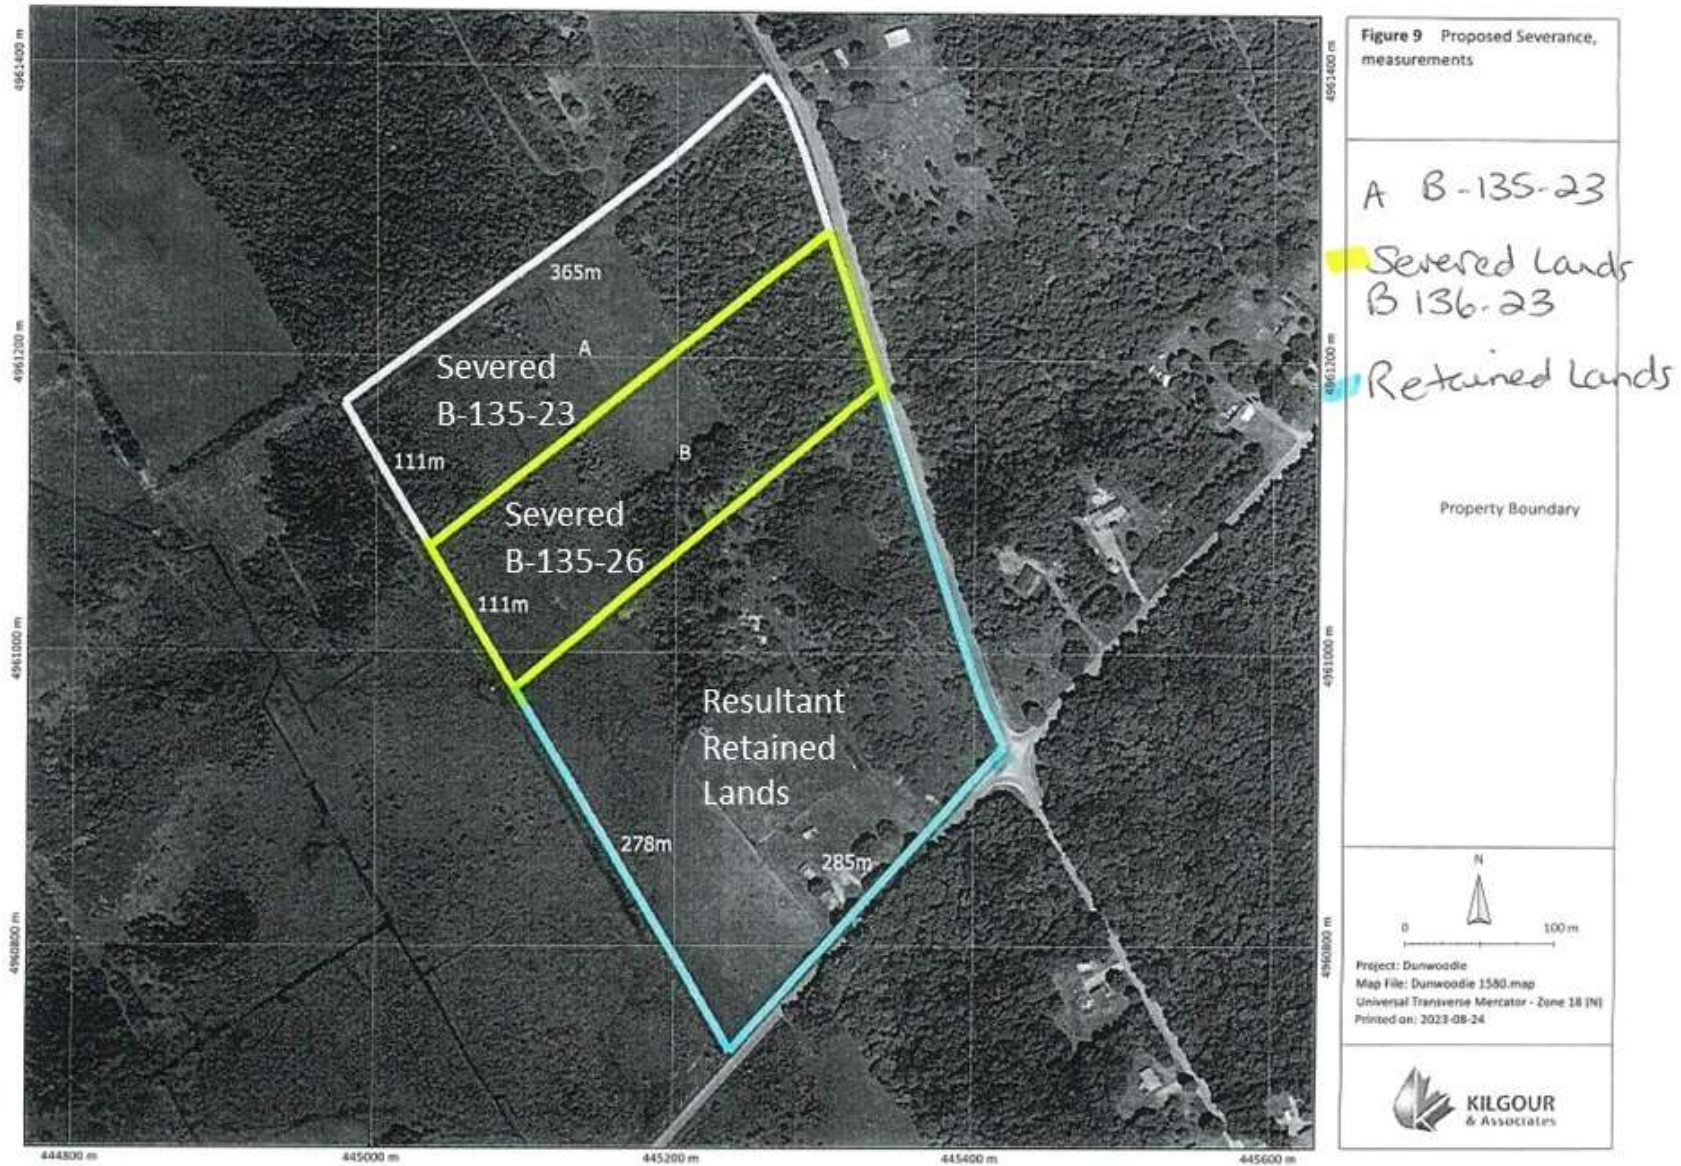 4961400 m
4961200 m
4961000 m
4960800 m
444800 m
445000 m
445200 m
445400 m
445600 m
4961400 m
4961200 m
4961000 m
4960800 m
365m
A
Severed
B-135-23
111m
B
Severed
B-135-26
111m
Resultant
Retained
Lands
278m
285m
Figure 9 Proposed Severance,
measurements
A B-135-23
Severed Lands
B 136-23
Retained Lands
Property Boundary
N
0 100 m
Project: Dunwoodie
Map File: Dunwoodie 1580.map
Universal Transverse Mercator - Zone 18 (N)
Printed on: 2023-08-24
KILGOUR
& Associates